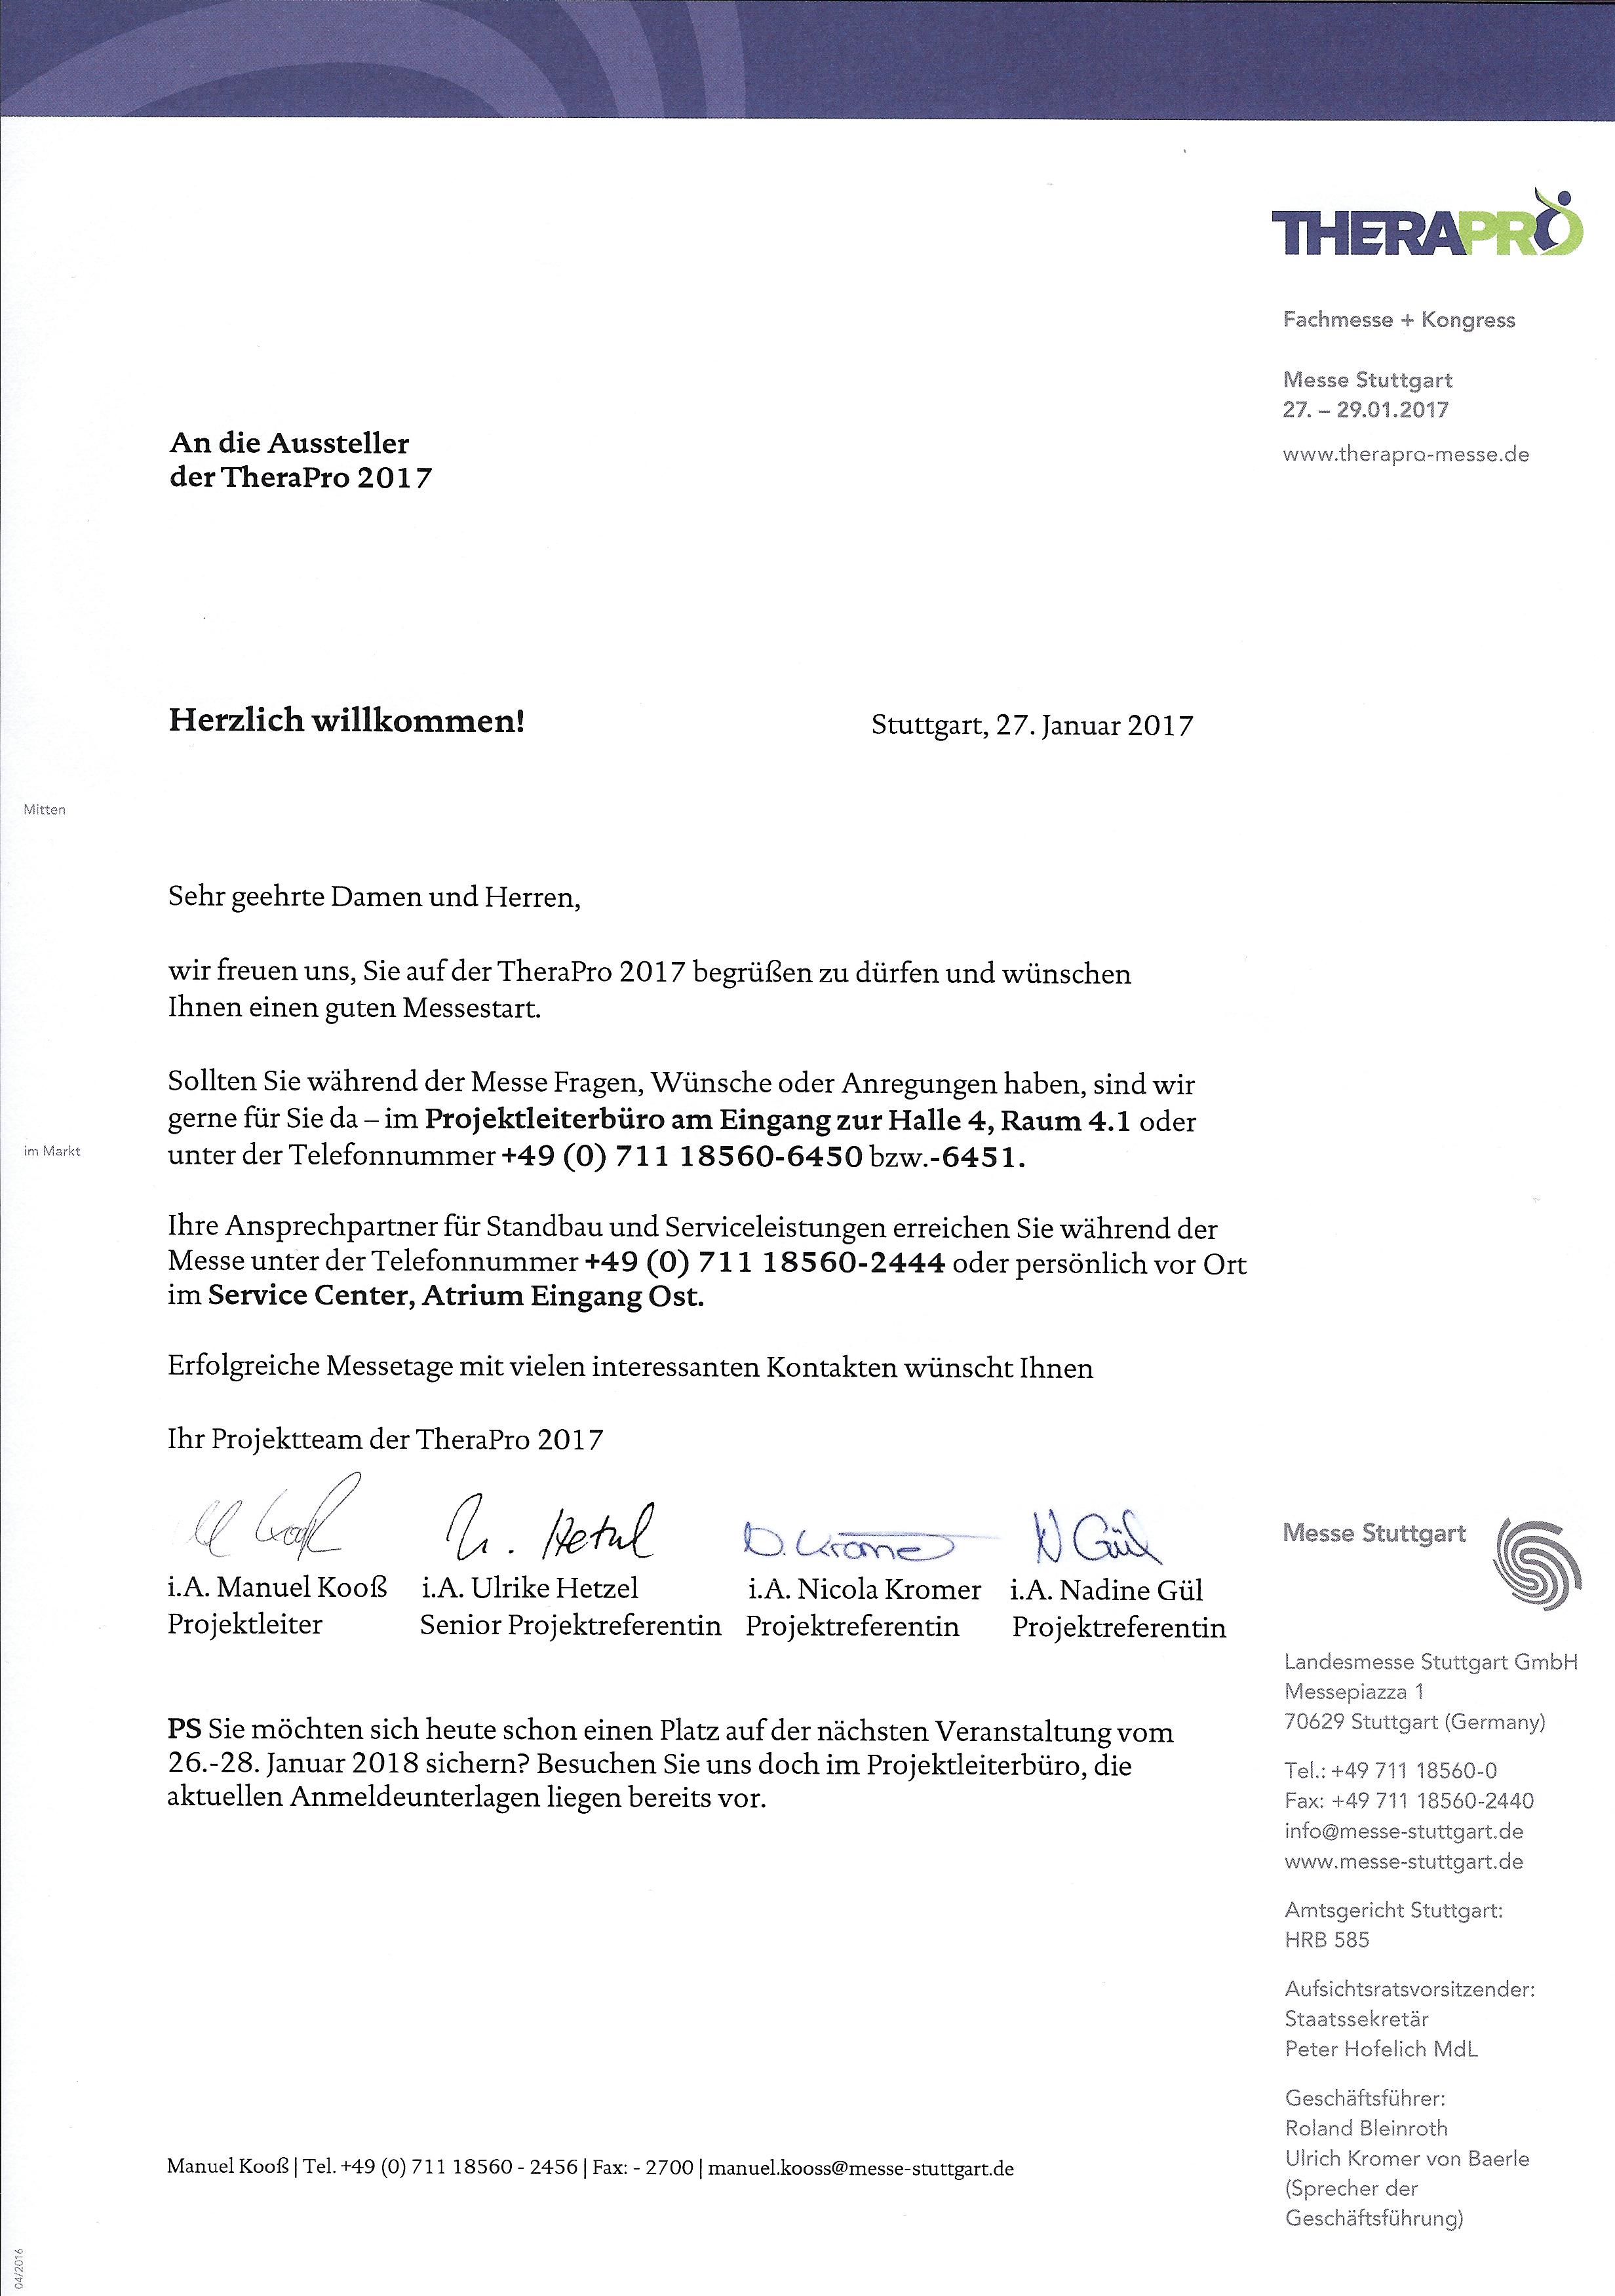 THERAPRO
Fachmesse + Kongress
Messe Stuttgart
27. – 29.01.2017
www.therapro-messe.de
An die Aussteller
der TheraPro 2017
Herzlich willkommen!
Stuttgart, 27. Januar 2017
Mitten
Sehr geehrte Damen und Herren,
wir freuen uns, Sie auf der TheraPro 2017 begrüßen zu dürfen und wünschen
Ihnen einen guten Messestart.
Sollten Sie während der Messe Fragen, Wünsche oder Anregungen haben, sind wir
gerne für Sie da – im Projektleiterbüro am Eingang zur Halle 4, Raum 4.1 oder
im Markt
unter der Telefonnummer +49 (0) 711 18560-6450 bzw.-6451.
Ihre Ansprechpartner für Standbau und Serviceleistungen erreichen Sie während der
Messe unter der Telefonnummer +49 (0) 711 18560-2444 oder persönlich vor Ort
im Service Center, Atrium Eingang Ost.
Erfolgreiche Messetage mit vielen interessanten Kontakten wünscht Ihnen
Ihr Projektteam der TheraPro 2017
D. Kromer N Gül
i.A. Manuel Kooß i.A. Ulrike Hetzel i.A. Nicola Kromer i.A. Nadine Gül
Projektleiter Senior Projektreferentin Projektreferentin Projektreferentin
PS Sie möchten sich heute schon einen Platz auf der nächsten Veranstaltung vom
26.-28. Januar 2018 sichern? Besuchen Sie uns doch im Projektleiterbüro, die
aktuellen Anmeldeunterlagen liegen bereits vor.
Manuel Kooß | Tel. +49 (0) 711 18560 - 2456 | Fax: - 2700 | manuel.kooss@messe-stuttgart.de
Messe Stuttgart
Landesmesse Stuttgart GmbH
Messepiazza 1
70629 Stuttgart (Germany)
Tel.: +49 711 18560-0
Fax: +49 711 18560-2440
info@messe-stuttgart.de
www.messe-stuttgart.de
Amtsgericht Stuttgart:
HRB 585
Aufsichtsratsvorsitzender:
Staatssekretär
Peter Hofelich MdL
Geschäftsführer:
Roland Bleinroth
Ulrich Kromer von Baerle
(Sprecher der
Geschäftsführung)
04/2016